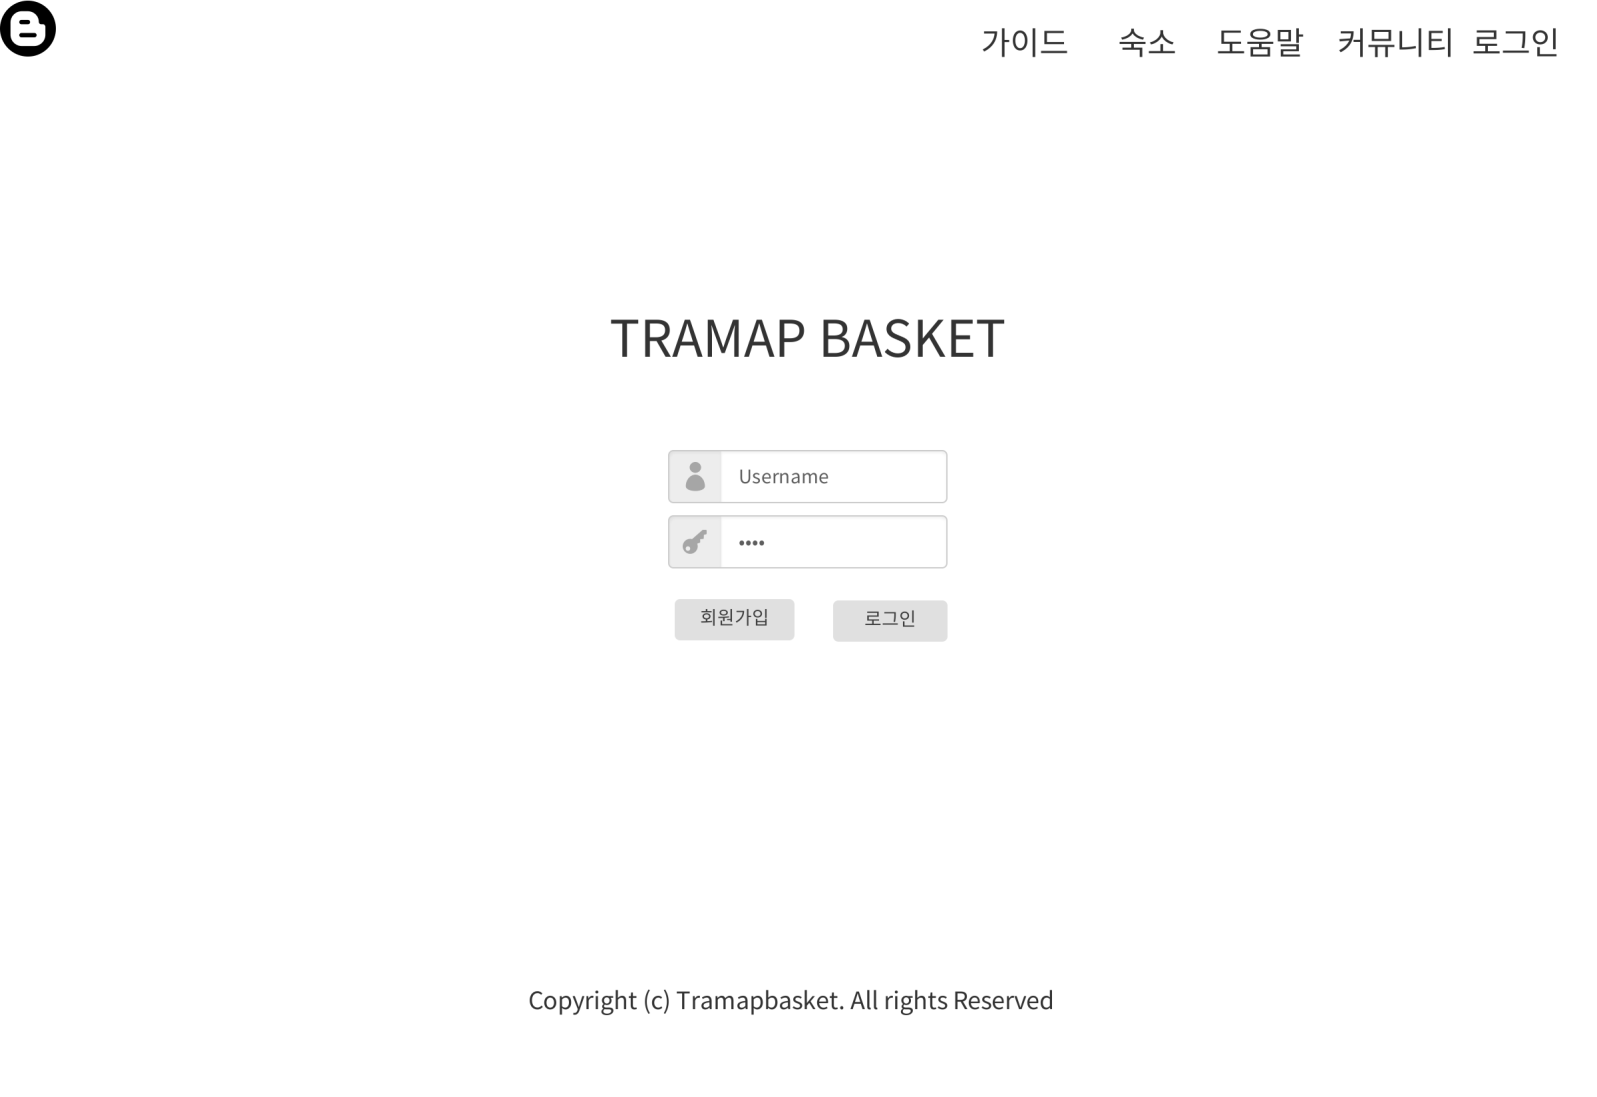 가이드 숙소 도움말 커뮤니티 로그인
TRAMAP BASKET
Username
••••
회원가입 로그인
Copyright (c) Tramapbasket. All rights Reserved